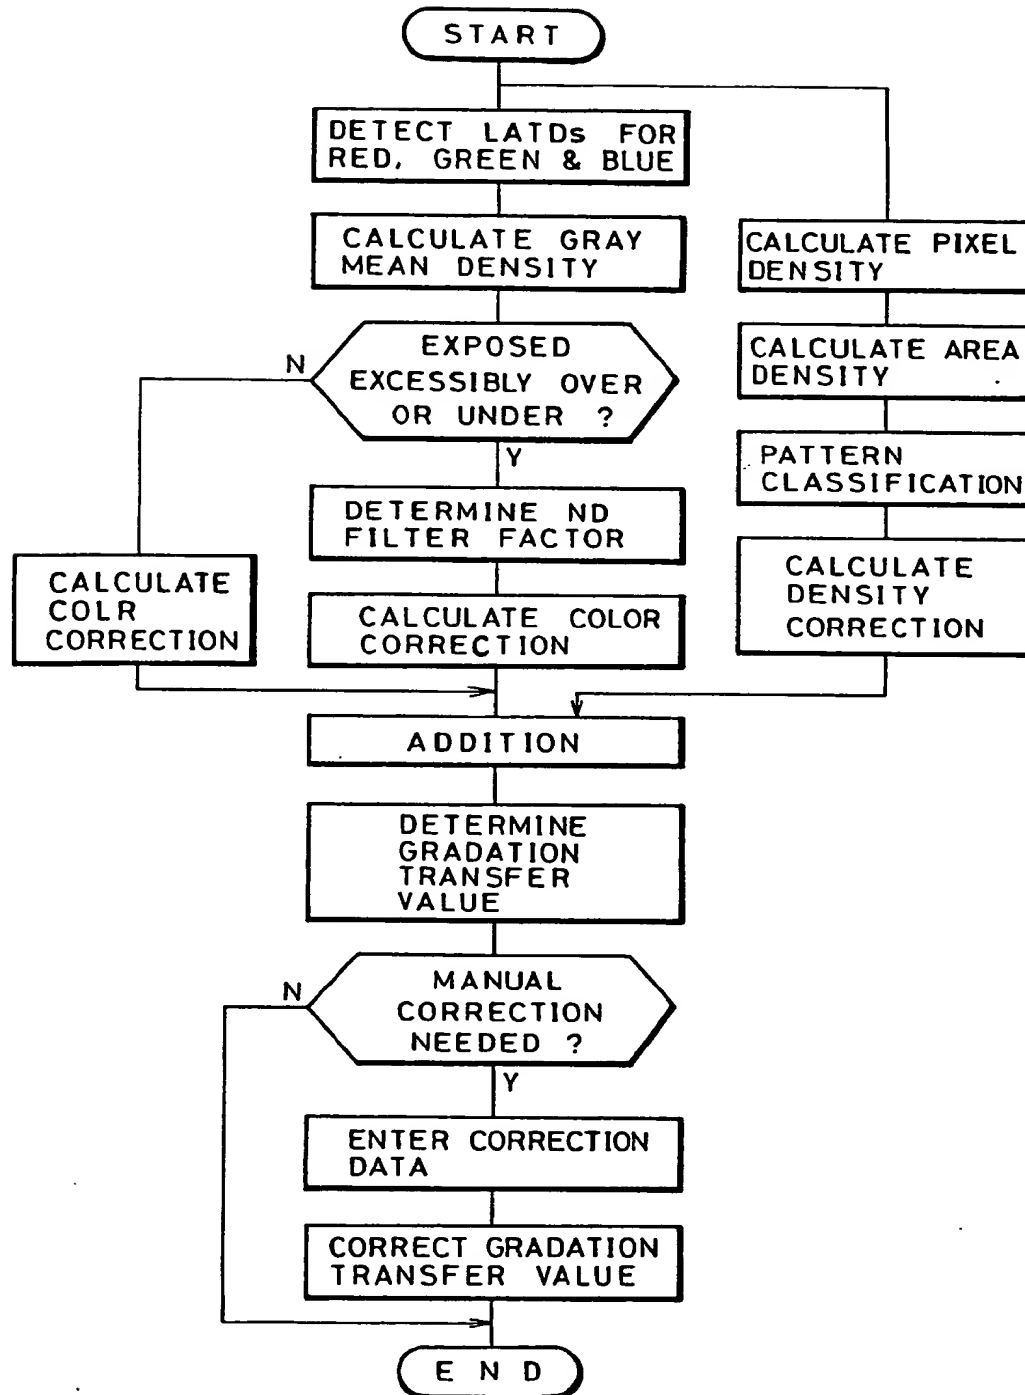 START
DETECT LATDs FOR
RED, GREEN & BLUE
CALCULATE GRAY
MEAN DENSITY
EXPOSED
EXCESSIBLY OVER
OR UNDER ?
N
Y
DETERMINE ND
FILTER FACTOR
CALCULATE
COLR
CORRECTION
CALCULATE COLOR
CORRECTION
CALCULATE PIXEL
DENSITY
CALCULATE AREA
DENSITY
PATTERN
CLASSIFICATION
CALCULATE
DENSITY
CORRECTION
ADDITION
DETERMINE
GRADATION
TRANSFER
VALUE
MANUAL
CORRECTION
NEEDED ?
N
Y
ENTER CORRECTION
DATA
CORRECT GRADATION
TRANSFER VALUE
END